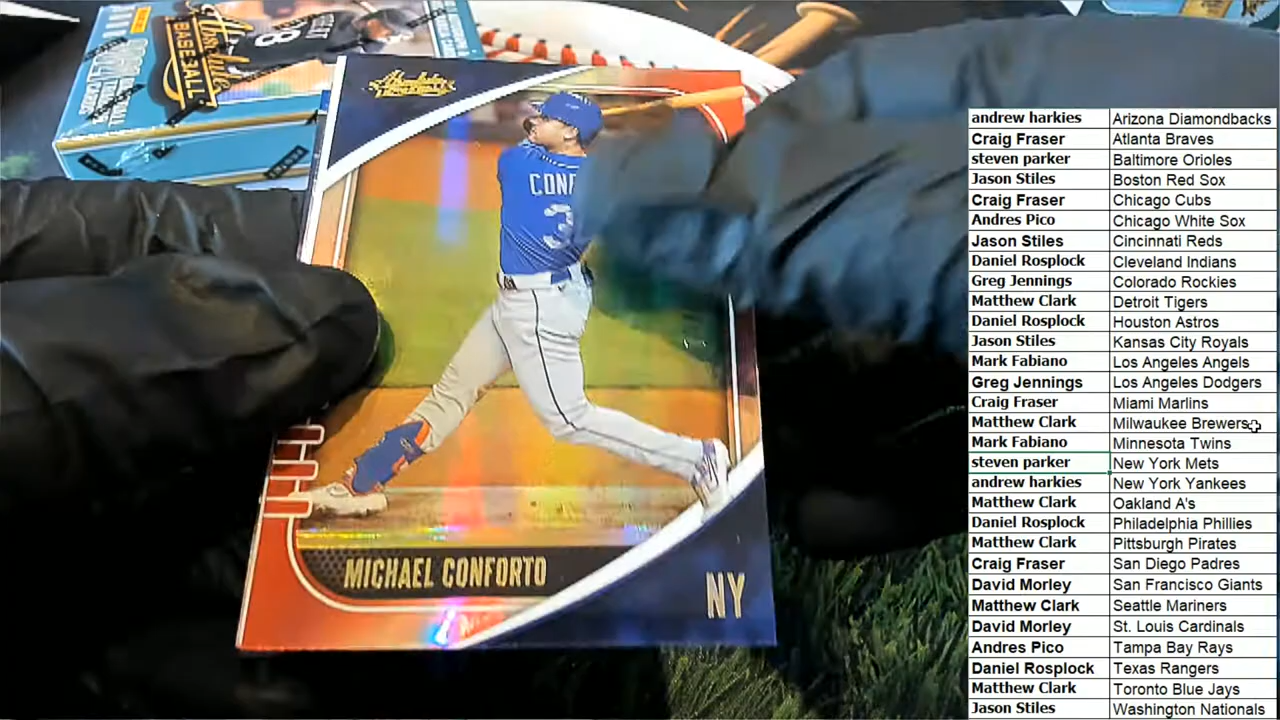 Absolute
BASEBALL
8
Absolute
BASEBALL
CONF
3
MICHAEL CONFORTO
NY
andrew harkies Arizona Diamondbacks
Craig Fraser Atlanta Braves
steven parker Baltimore Orioles
Jason Stiles Boston Red Sox
Craig Fraser Chicago Cubs
Andres Pico Chicago White Sox
Jason Stiles Cincinnati Reds
Daniel Rosplock Cleveland Indians
Greg Jennings Colorado Rockies
Matthew Clark Detroit Tigers
Daniel Rosplock Houston Astros
Jason Stiles Kansas City Royals
Mark Fabiano Los Angeles Angels
Greg Jennings Los Angeles Dodgers
Craig Fraser Miami Marlins
Matthew Clark Milwaukee Brewers
Mark Fabiano Minnesota Twins
steven parker New York Mets
andrew harkies New York Yankees
Matthew Clark Oakland A's
Daniel Rosplock Philadelphia Phillies
Matthew Clark Pittsburgh Pirates
Craig Fraser San Diego Padres
David Morley San Francisco Giants
Matthew Clark Seattle Mariners
David Morley St. Louis Cardinals
Andres Pico Tampa Bay Rays
Daniel Rosplock Texas Rangers
Matthew Clark Toronto Blue Jays
Jason Stiles Washington Nationals